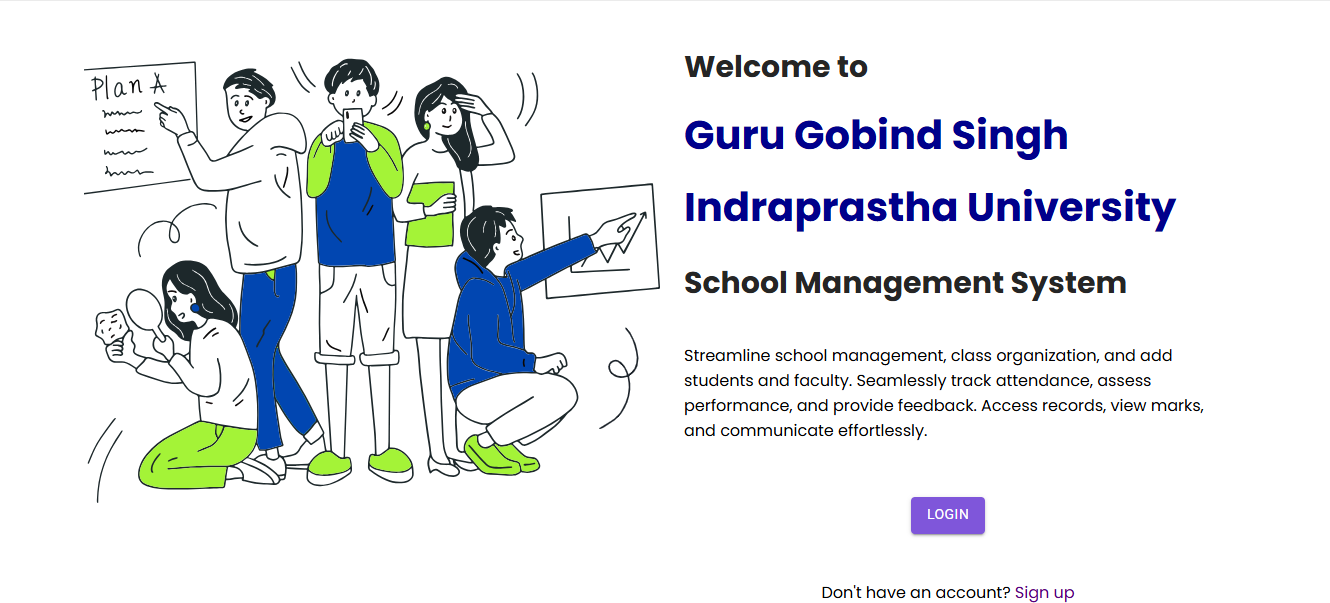 Plan A
Welcome to
Guru Gobind Singh
Indraprastha University
School Management System
Streamline school management, class organization, and add
students and faculty. Seamlessly track attendance, assess
performance, and provide feedback. Access records, view marks,
and communicate effortlessly.
LOGIN
Don't have an account? Sign up